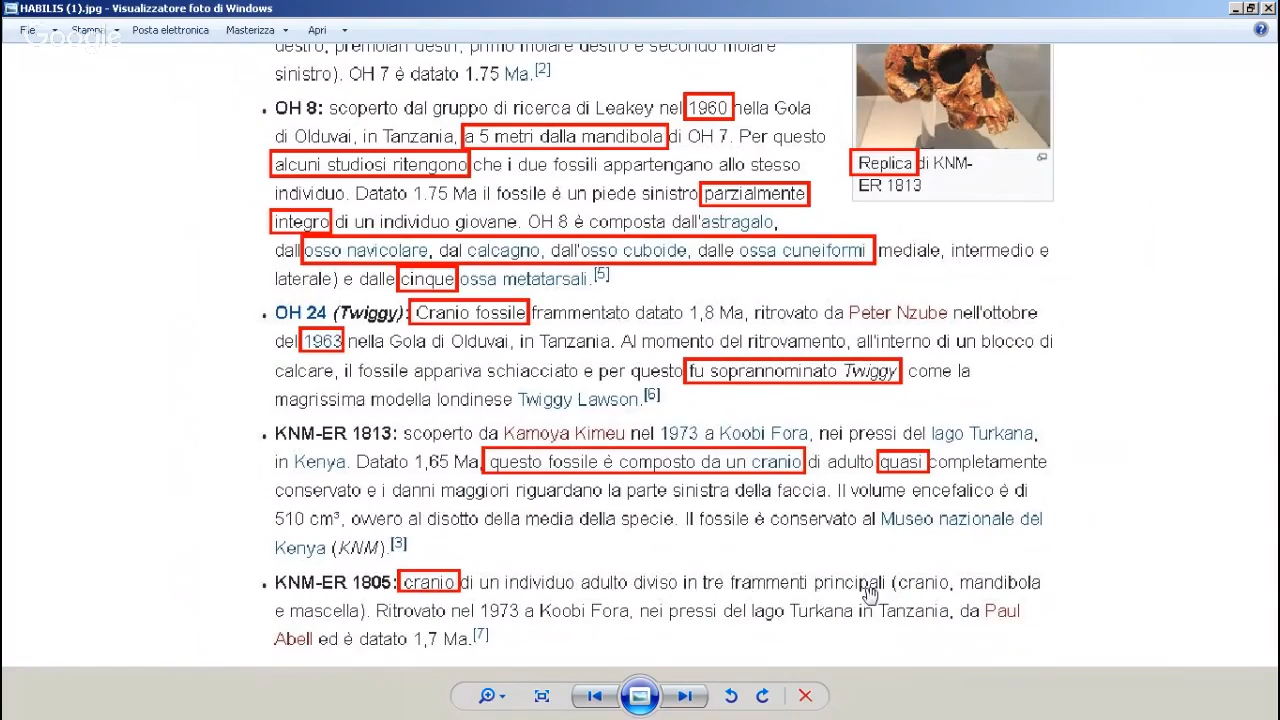 HABILIS (1).jpg - Visualizzatore foto di Windows
File Stampa Posta elettronica Masterizza Apri
Google
destro, premolari destri, primo molare destro e secondo molare
sinistro). OH 7 è datato 1.75 Ma.[2]
OH 8: scoperto dal gruppo di ricerca di Leakey nel 1960 nella Gola
di Olduvai, in Tanzania, a 5 metri dalla mandibola di OH 7. Per questo
alcuni studiosi ritengono che i due fossili appartengano allo stesso
individuo. Datato 1.75 Ma il fossile è un piede sinistro parzialmente
integro di un individuo giovane. OH 8 è composta dall'astragalo,
dall'osso navicolare, dal calcagno, dall'osso cuboide, dalle ossa cuneiformi mediale, intermedio e
laterale) e dalle cinque ossa metatarsali.[5]
Replica di KNM-
ER 1813
OH 24 (Twiggy): Cranio fossile frammentato datato 1,8 Ma, ritrovato da Peter Nzube nell'ottobre
del 1963 nella Gola di Olduvai, in Tanzania. Al momento del ritrovamento, all'interno di un blocco di
calcare, il fossile appariva schiacciato e per questo fu soprannominato Twiggy come la
magrissima modella londinese Twiggy Lawson.[6]
KNM-ER 1813: scoperto da Kamoya Kimeu nel 1973 a Koobi Fora, nei pressi del lago Turkana,
in Kenya. Datato 1,65 Ma, questo fossile è composto da un cranio di adulto quasi completamente
conservato e i danni maggiori riguardano la parte sinistra della faccia. Il volume encefalico è di
510 cm³, ovvero al disotto della media della specie. Il fossile è conservato al Museo nazionale del
Kenya (KNM).[3]
KNM-ER 1805: cranio di un individuo adulto diviso in tre frammenti principali (cranio, mandibola
e mascella). Ritrovato nel 1973 a Koobi Fora, nei pressi del lago Turkana in Tanzania, da Paul
Abell ed è datato 1,7 Ma.[7]